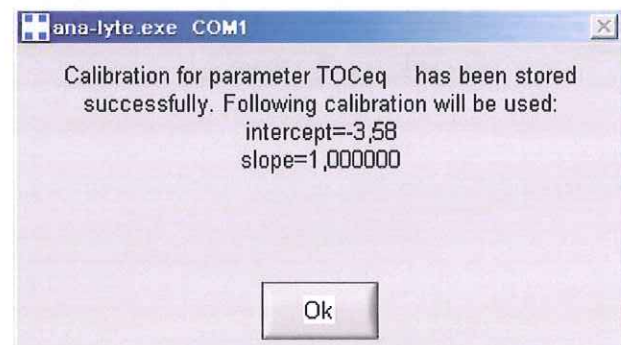 ana-lyte.exe COM1
Calibration for parameter TOCeq has been stored
successfully. Following calibration will be used:
intercept=-3,58
slope=1,000000
Ok